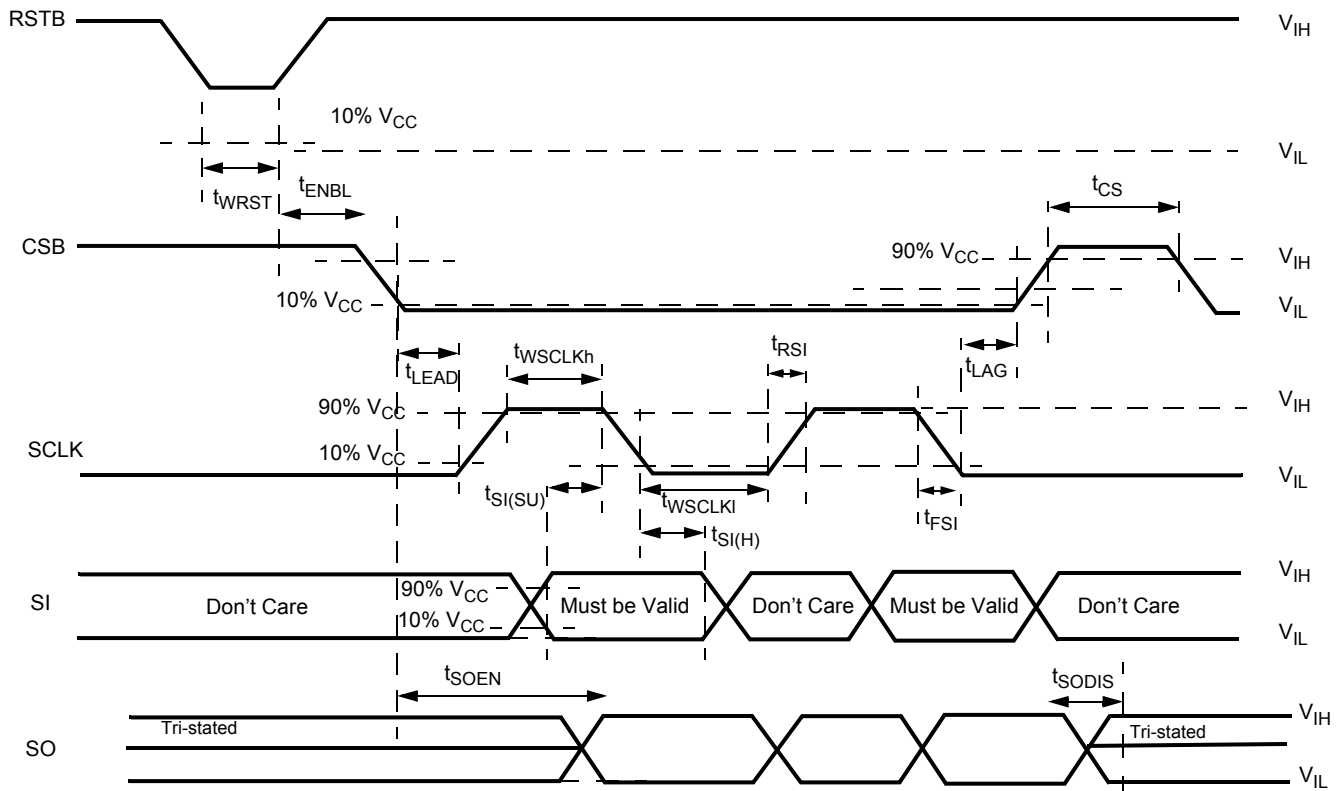 RSTB
VIH
10% VCC
VIL
tWRST
tENBL
tCS
CSB
90% VCC
VIH
10% VCC
VIL
tLEAD
tWSCLKh
tRSI
tLAG
90% VCC
VIH
SCLK
10% VCC
VIL
tSI(SU)
tWSCLKl
tFSI
tSI(H)
SI
90% VCC
VIH
Don't Care
Must be Valid
Don't Care
Must be Valid
Don't Care
10% VCC
VIL
tSOEN
tSODIS
SO
Tri-stated
VIH
Tri-stated
VIL